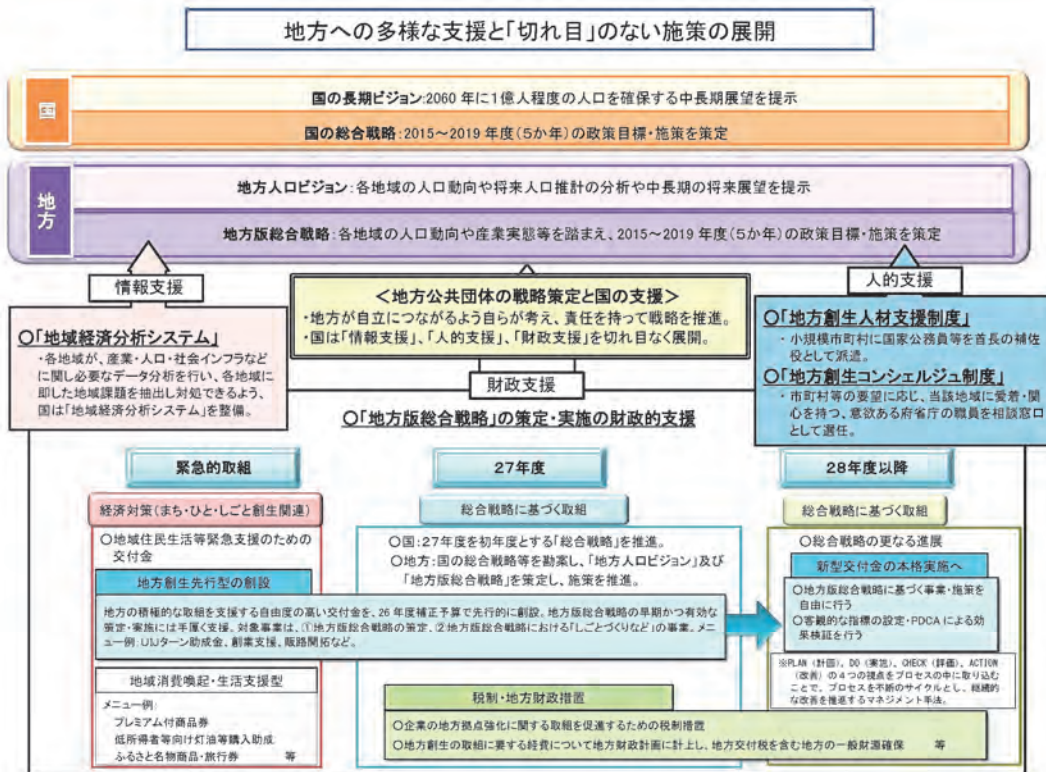 地方への多様な支援と「切れ目」のない施策の展開
国
国の長期ビジョン:2060年に1億人程度の人口を確保する中長期展望を提示
国の総合戦略:2015～2019年度(5か年)の政策目標・施策を策定
地方
地方人口ビジョン:各地域の人口動向や将来人口推計の分析や中長期の将来展望を提示
地方版総合戦略:各地域の人口動向や産業実態等を踏まえ、2015～2019年度(5か年)の政策目標・施策を策定
情報支援
○「地域経済分析システム」
・各地域が、産業・人口・社会インフラなど
に関し必要なデータ分析を行い、各地域に
即した地域課題を抽出し対処できるよう、
国は「地域経済分析システム」を整備。
＜地方公共団体の戦略策定と国の支援＞
・地方が自立につながるよう自らが考え、責任を持って戦略を推進。
・国は「情報支援」、「人的支援」、「財政支援」を切れ目なく展開。
人的支援
○「地方創生人材支援制度」
・小規模市町村に国家公務員等を首長の補佐
役として派遣。
○「地方創生コンシェルジュ制度」
・市町村等の要望に応じ、当該地域に愛着・関
心を持つ、意欲ある府省庁の職員を相談窓口
として選任。
財政支援
○「地方版総合戦略」の策定・実施の財政的支援
緊急的取組
経済対策(まち・ひと・しごと創生関連)
○地域住民生活等緊急支援のための
交付金
地方創生先行型の創設
地方の積極的な取組を支援する自由度の高い交付金を、26年度補正予算で先行的に創設。地方版総合戦略の早期かつ有効な
策定・実施には手厚く支援。対象事業は、①地方版総合戦略の策定、②地方版総合戦略における「しごとづくりなど」の事業。メニ
ュー例:UIJターン助成金、創業支援、販路開拓など。
地域消費喚起・生活支援型
メニュー例:
プレミアム付商品券
低所得者等向け灯油等購入助成
ふるさと名物商品・旅行券 等
27年度
総合戦略に基づく取組
○国:27年度を初年度とする「総合戦略」を推進。
○地方:国の総合戦略等を勘案し、「地方人口ビジョン」及び
「地方版総合戦略」を策定し、施策を推進。
税制・地方財政措置
○企業の地方拠点強化に関する取組を促進するための税制措置
○地方創生の取組に要する経費について地方財政計画に計上し、地方交付税を含む地方の一般財源確保 等
28年度以降
総合戦略に基づく取組
○総合戦略の更なる進展
新型交付金の本格実施へ
○地方版総合戦略に基づく事業・施策を
自由に行う
○客観的な指標の設定・PDCAによる効
果検証を行う
※PLAN(計画)、DO(実施)、CHECK(評価)、ACTION
(改善)の4つの視点をプロセスの中に取り込む
ことで、プロセスを不断のサイクルとし、継続的
な改善を推進するマネジメント手法。